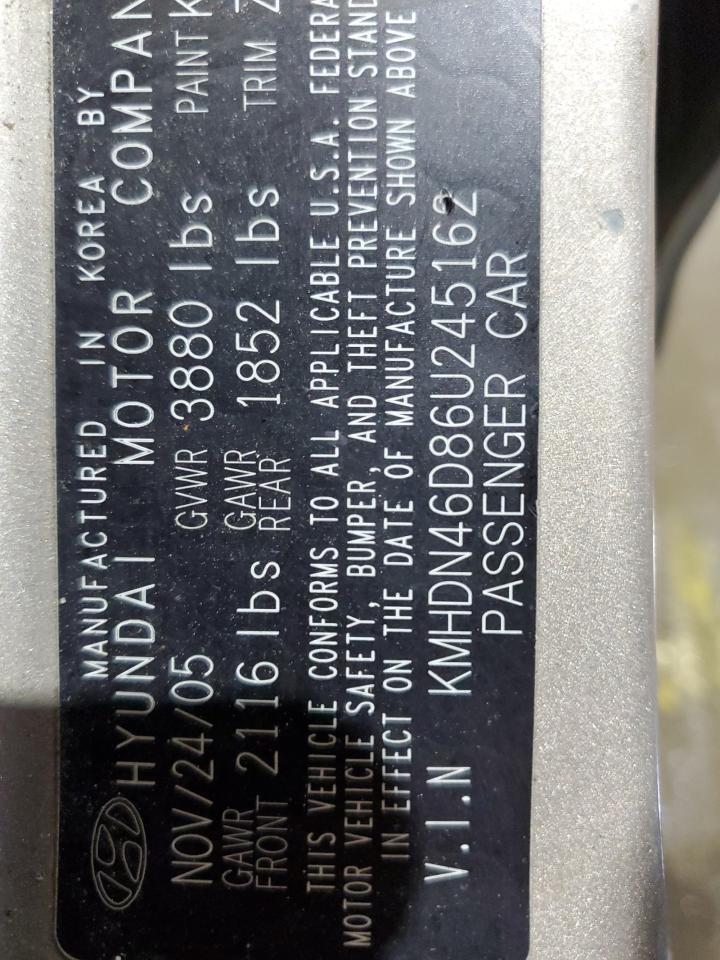 MANUFACTURED IN KOREA BY
HYUNDAI MOTOR COMPAN
NOV/24/05 GVWR 3880 lbs PAINT K
GAWR FRONT 2116 lbs GAWR REAR 1852 lbs TRIM
THIS VEHICLE CONFORMS TO ALL APPLICABLE U.S.A. FEDERA
MOTOR VEHICLE SAFETY, BUMPER, AND THEFT PREVENTION STAND
IN EFFECT ON THE DATE OF MANUFACTURE SHOWN ABOVE
V.I.N KMHDN46D86U245162
PASSENGER CAR